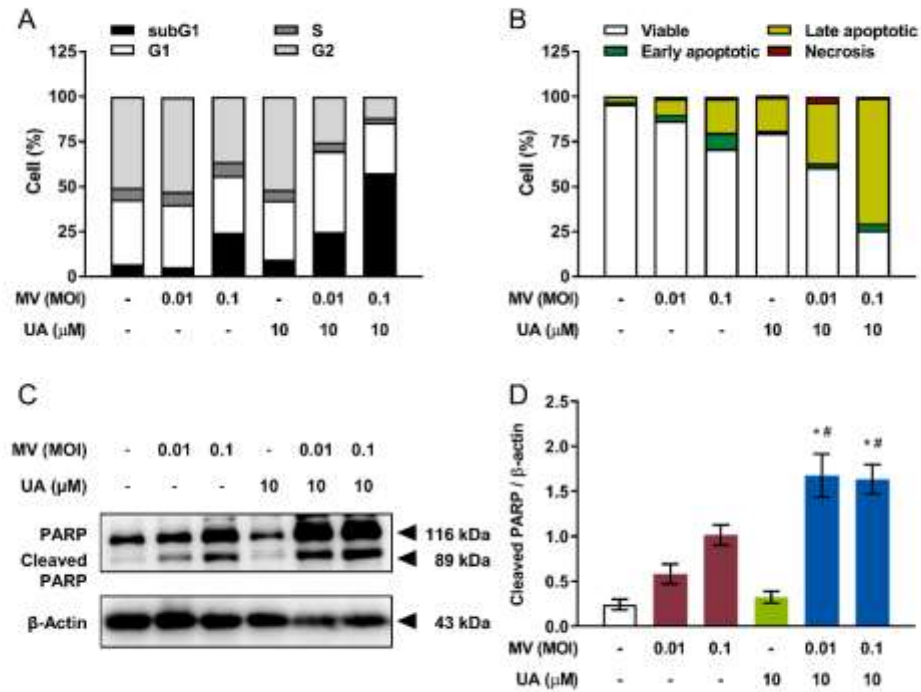 A
subG1 S
G1 G2
125
100
75
50
25
0
Cell (%)
MV (MOI) - 0.01 0.1 - 0.01 0.1
UA (μM) - - - 10 10 10
B
Viable Late apoptotic
Early apoptotic Necrosis
125
100
75
50
25
0
Cell (%)
MV (MOI) - 0.01 0.1 - 0.01 0.1
UA (μM) - - - 10 10 10
C
MV (MOI) - 0.01 0.1 - 0.01 0.1
UA (μM) - - - 10 10 10
PARP 116 kDa
Cleaved 89 kDa
PARP
β-Actin 43 kDa
D
2.5
2.0
1.5
1.0
0.5
0.0
Cleaved PARP / β-actin
*# *#
MV (MOI) - 0.01 0.1 - 0.01 0.1
UA (μM) - - - 10 10 10